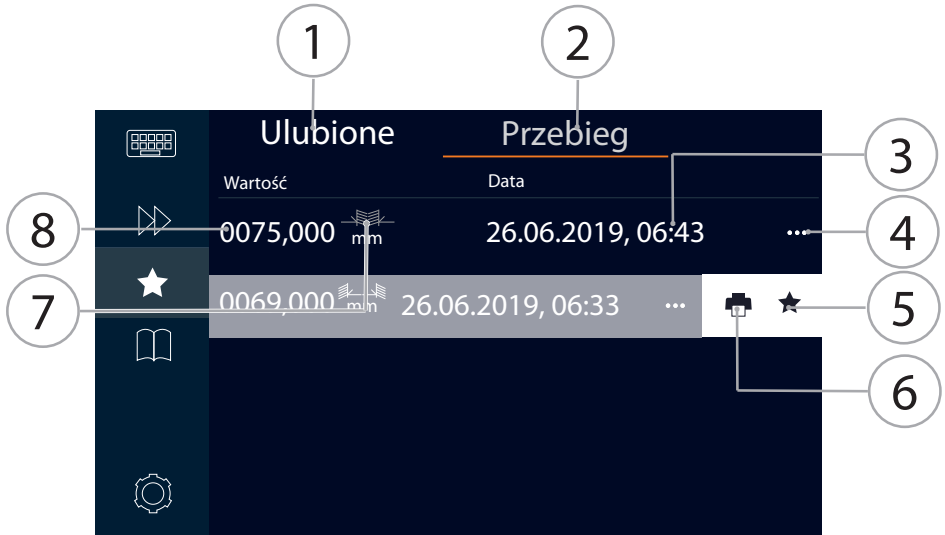 1 2
Ulubione Przebieg
3
Wartość Data
8 0075,000 mm 26.06.2019, 06:43 ... 4
7 0069,000 mm 26.06.2019, 06:33 ... 5
6